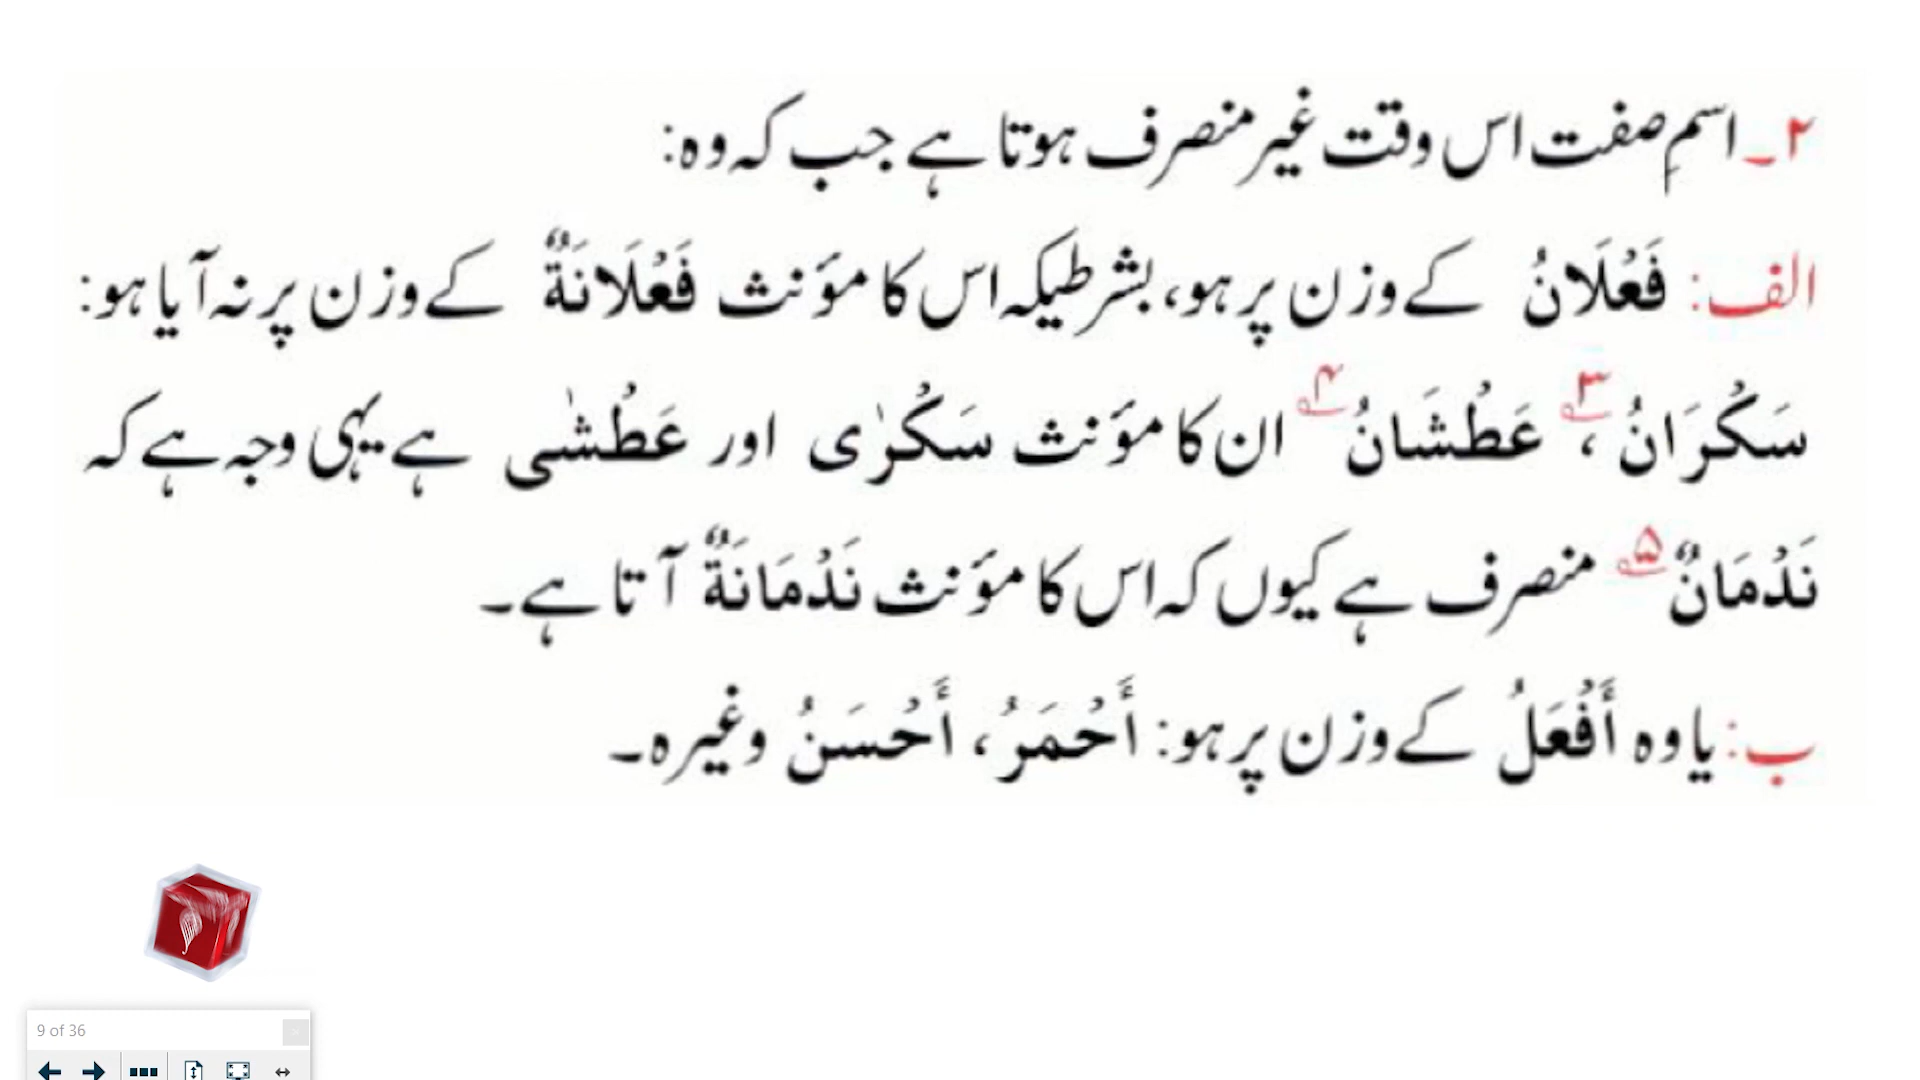 ۲۔ اسمِ صفت اس وقت غیر منصرف ہوتا ہے جب کہ وہ:
الف: فَعْلَانُ کے وزن پر ہو، بشرطیکہ اس کا مؤنث فَعْلَانَةٌ کے وزن پر نہ آیا ہو:
سَكْرَانُ۳، عَطْشَانُ۴ ان کا مؤنث سَكْرٰى اور عَطْشٰى ہے یہی وجہ ہے کہ
نَدْمَانٌ۵ منصرف ہے کیوں کہ اس کا مؤنث نَدْمَانَةٌ آتا ہے۔
ب: یا وہ أَفْعَلُ کے وزن پر ہو: أَحْمَرُ، أَحْسَنُ وغیرہ۔
9 of 36